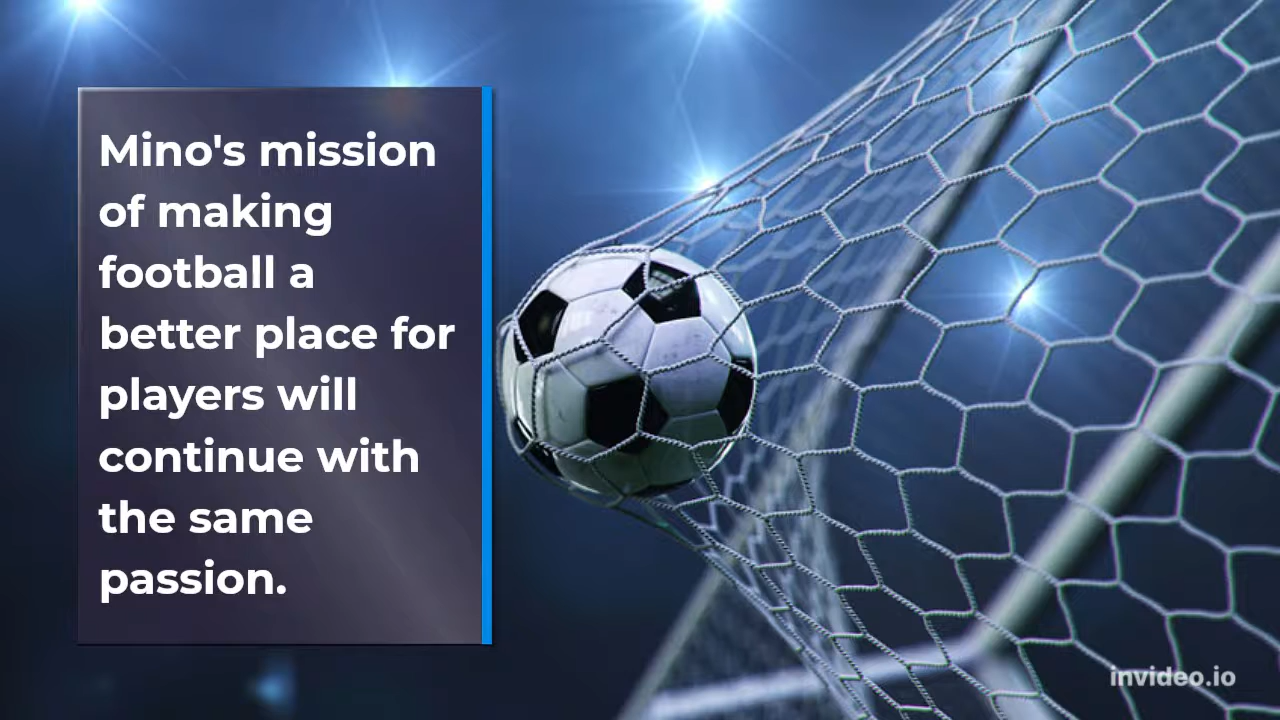 Mino's mission
of making
football a
better place for
players will
continue with
the same
passion.
invideo.io